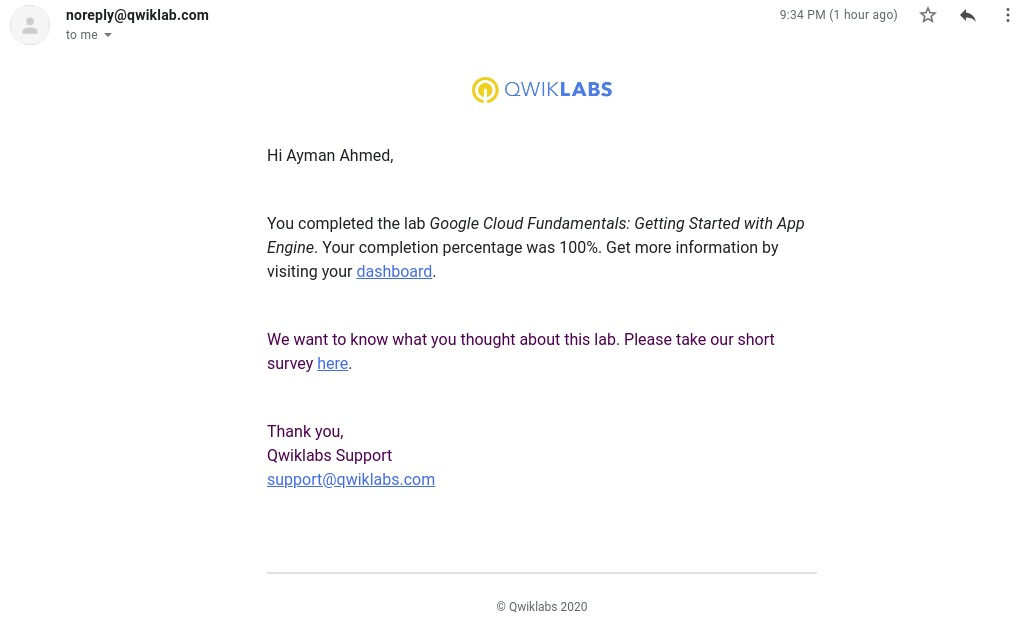 noreply@qwiklab.com
9:34 PM (1 hour ago)
to me
QWIKLABS
Hi Ayman Ahmed,
You completed the lab Google Cloud Fundamentals: Getting Started with App
Engine. Your completion percentage was 100%. Get more information by
visiting your dashboard.
We want to know what you thought about this lab. Please take our short
survey here.
Thank you,
Qwiklabs Support
support@qwiklabs.com
© Qwiklabs 2020